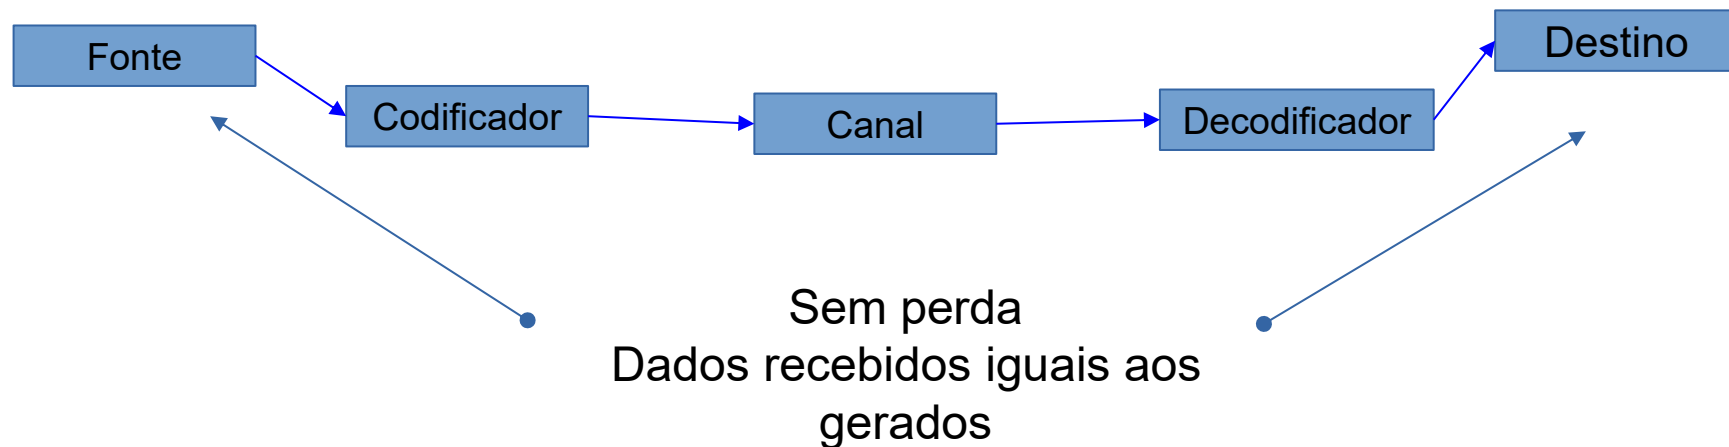 Fonte
Codificador
Canal
Decodificador
Destino
Sem perda
Dados recebidos iguais aos
gerados